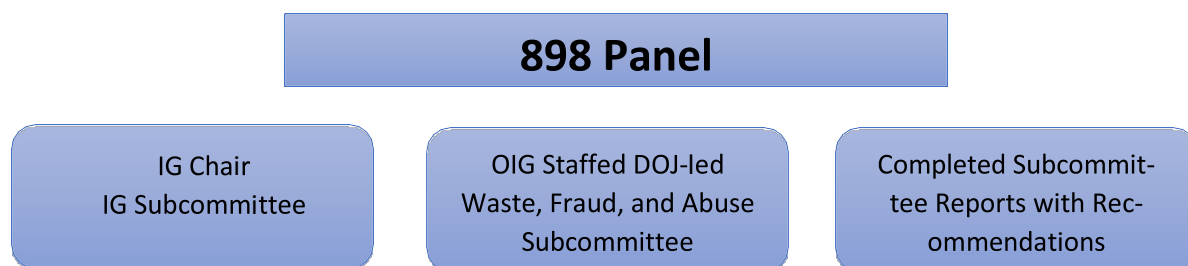 898 Panel
IG Chair
IG Subcommittee
OIG Staffed DOJ-led
Waste, Fraud, and Abuse
Subcommittee
Completed Subcommit-
tee Reports with Rec-
ommendations